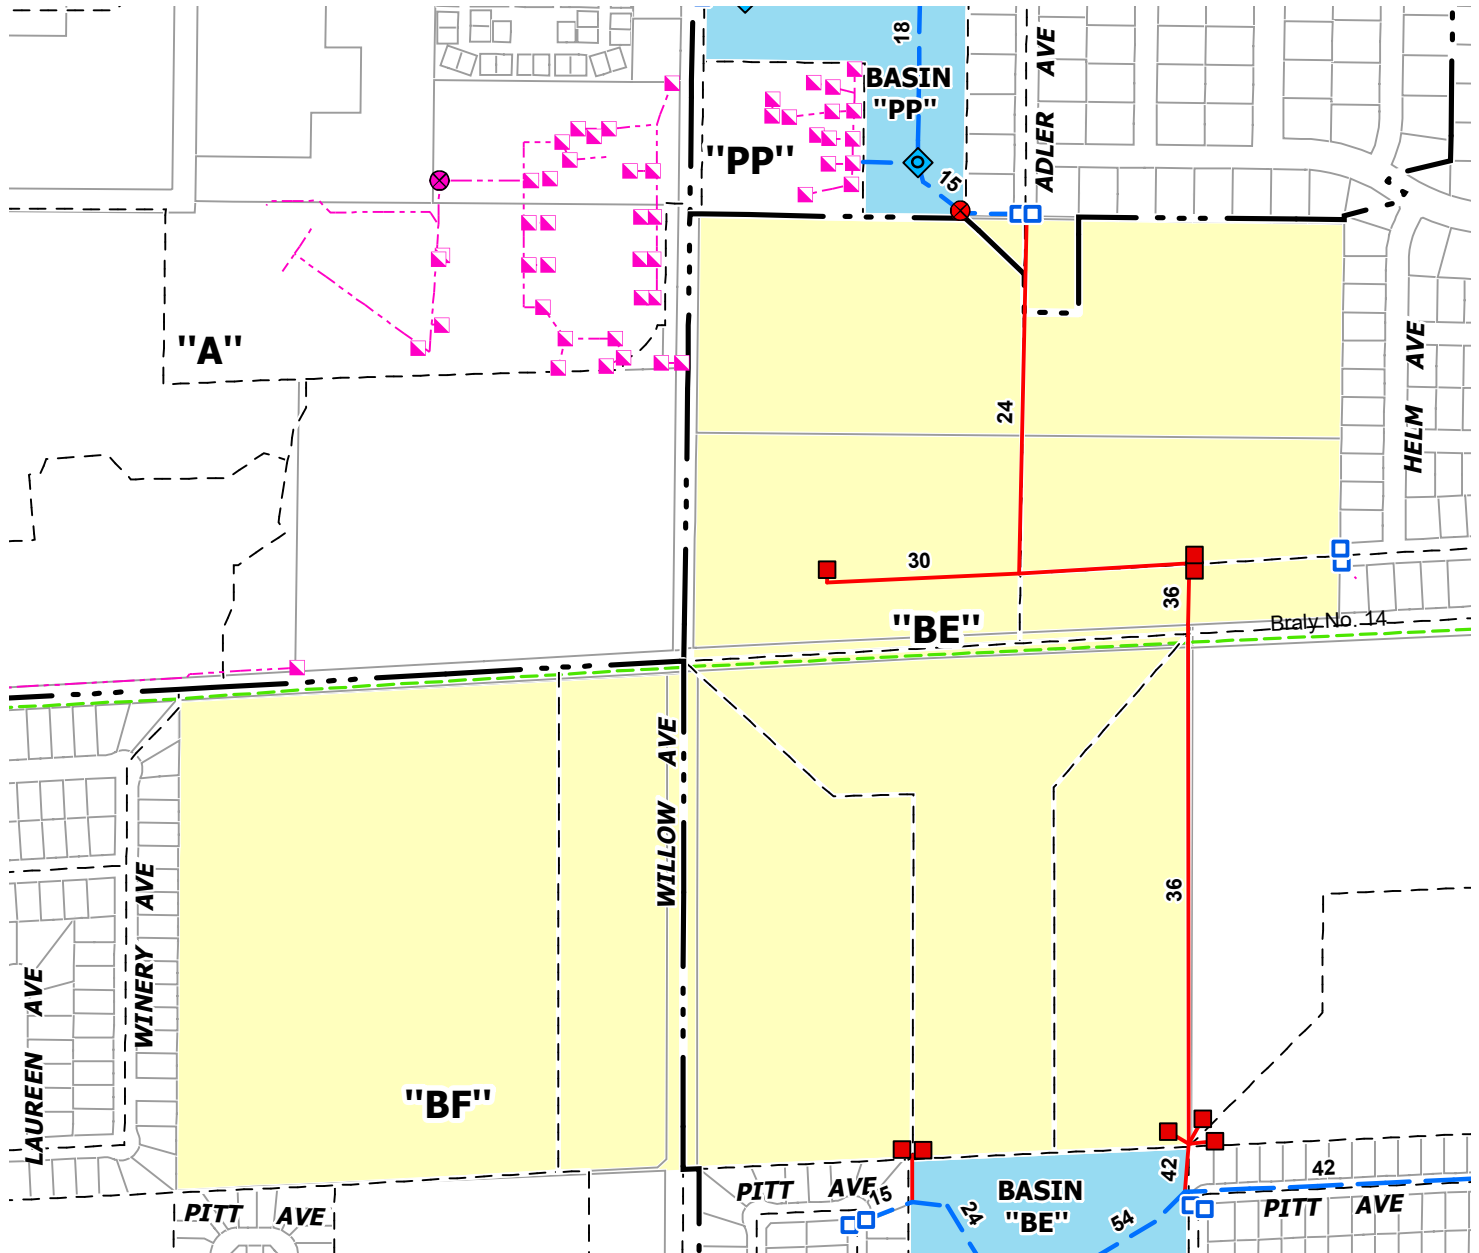 18
ADLER AVE
BASIN
"PP"
"PP"
15
"A"
24
HELM AVE
30
36
"BE"
Braly No. 14
WILLOW AVE
36
WINERY AVE
LAUREEN AVE
"BF"
42
42
PITT AVE
15
BASIN
"BE"
24
54
PITT AVE
PITT AVE